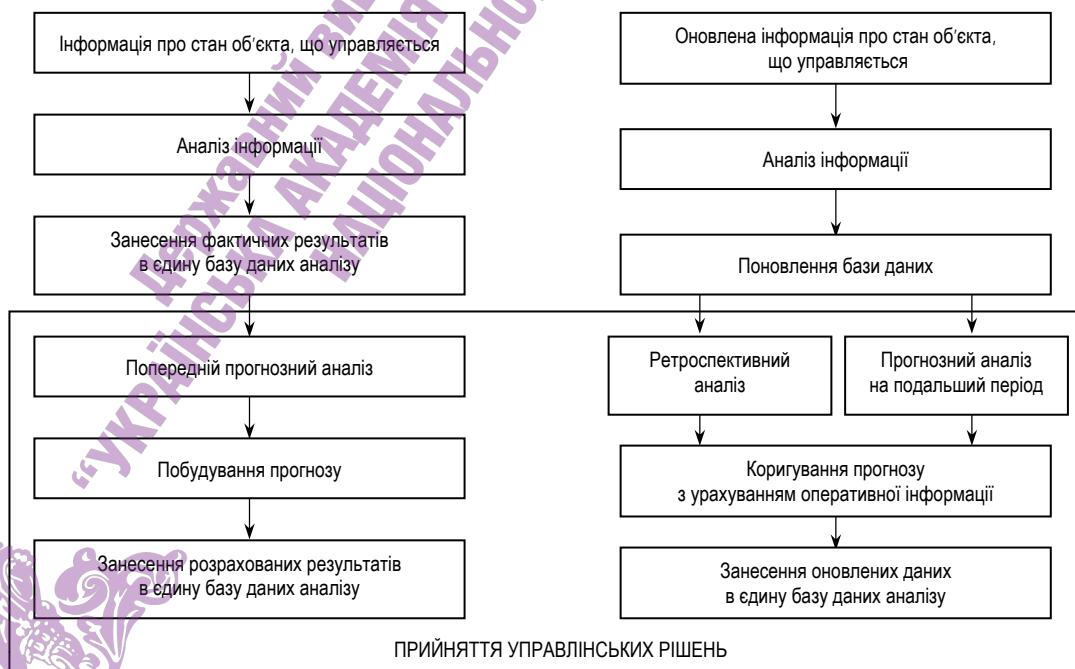 Інформація про стан об’єкта, що управляється
Аналіз інформації
Занесення фактичних результатів
в єдину базу даних аналізу
Попередній прогнозний аналіз
Побудування прогнозу
Занесення розрахованих результатів
в єдину базу даних аналізу
Оновлена інформація про стан об’єкта,
що управляється
Аналіз інформації
Поновлення бази даних
Ретроспективний
аналіз
Прогнозний аналіз
на подальший період
Коригування прогнозу
з урахуванням оперативної інформації
Занесення оновлених даних
в єдину базу даних аналізу
ПРИЙНЯТТЯ УПРАВЛІНСЬКИХ РІШЕНЬ
Державний
“УКРАЇНСЬКА АКАДЕМІЯ